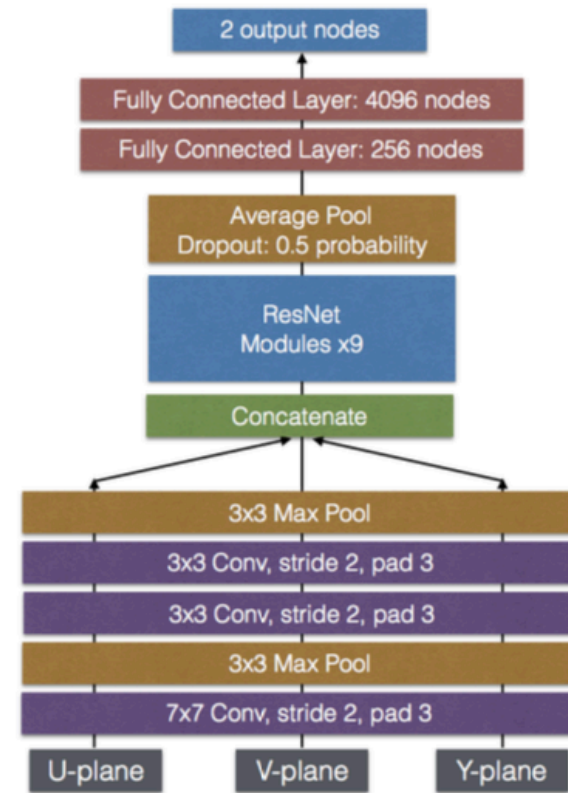 2 output nodes
Fully Connected Layer: 4096 nodes
Fully Connected Layer: 256 nodes
Average Pool
Dropout: 0.5 probability
ResNet
Modules x9
Concatenate
3x3 Max Pool
3x3 Conv, stride 2, pad 3
3x3 Conv, stride 2, pad 3
3x3 Max Pool
7x7 Conv, stride 2, pad 3
U-plane
V-plane
Y-plane